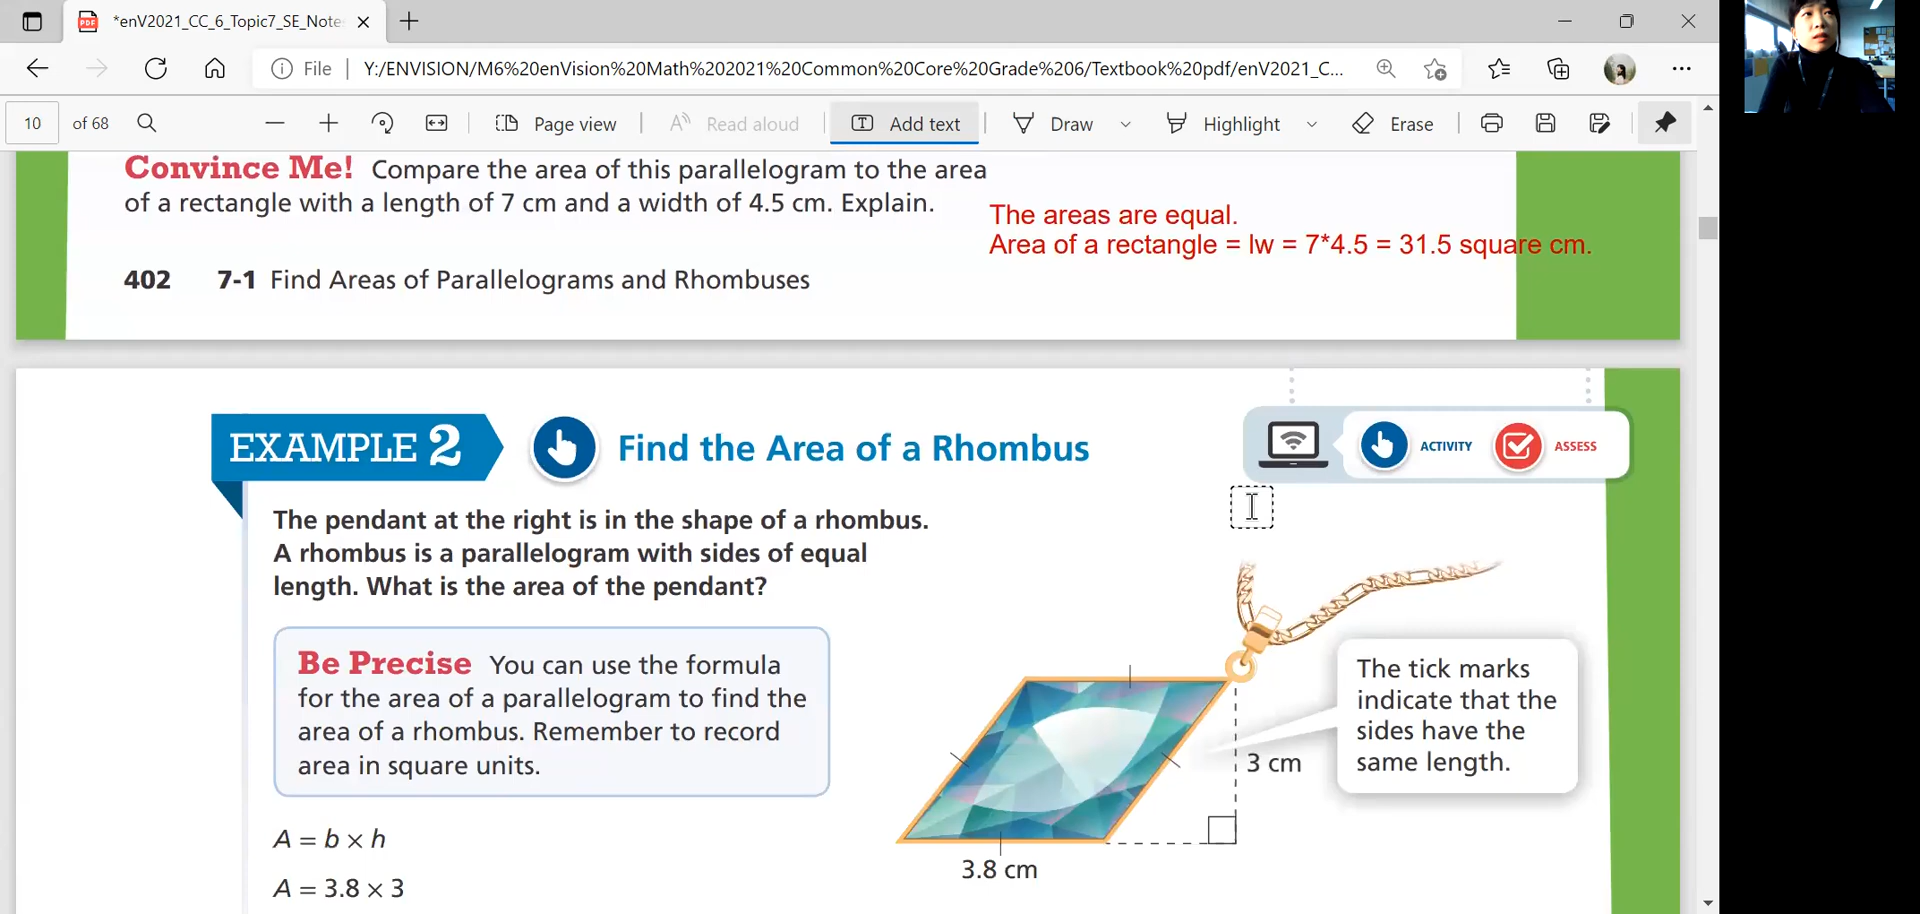 *enV2021_CC_6_Topic7_SE_Note
File
Y:/ENVISION/M6%20enVision%20Math%202021%20Common%20Core%20Grade%206/Textbook%20pdf/enV2021_C...
10 of 68
Page view
Read aloud
Add text
Draw
Highlight
Erase
Convince Me! Compare the area of this parallelogram to the area
of a rectangle with a length of 7 cm and a width of 4.5 cm. Explain.
The areas are equal.
Area of a rectangle = lw = 7*4.5 = 31.5 square cm.
402 7-1 Find Areas of Parallelograms and Rhombuses
EXAMPLE 2 Find the Area of a Rhombus
ACTIVITY
ASSESS
The pendant at the right is in the shape of a rhombus.
A rhombus is a parallelogram with sides of equal
length. What is the area of the pendant?
Be Precise You can use the formula
for the area of a parallelogram to find the
area of a rhombus. Remember to record
area in square units.
A = b × h
A = 3.8 × 3
3 cm
3.8 cm
The tick marks
indicate that the
sides have the
same length.